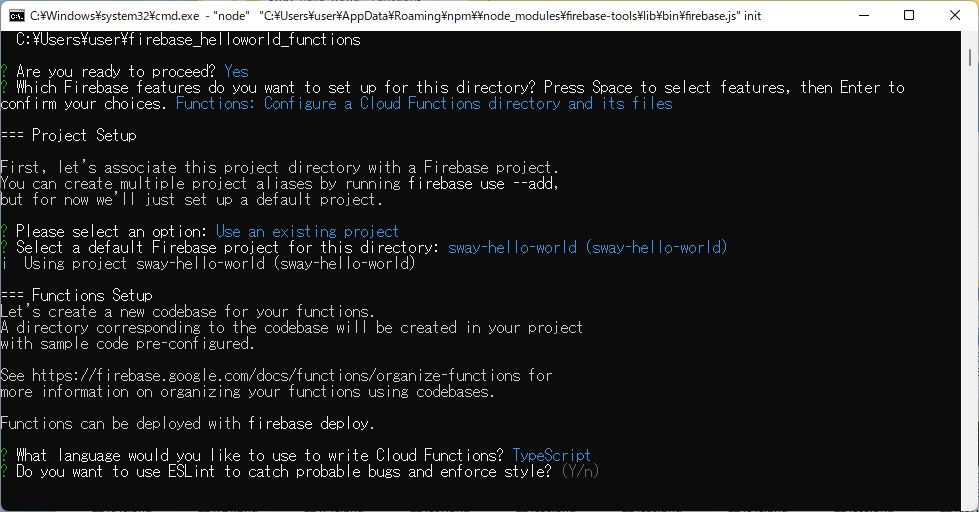 C:¥Windows¥system32¥cmd.exe - "node"  "C:¥Users¥user¥AppData¥Roaming¥npm¥¥node_modules¥firebase-tools¥lib¥bin¥firebase.js" init
C:¥Users¥user¥firebase_helloworld_functions
? Are you ready to proceed? Yes
? Which Firebase features do you want to set up for this directory? Press Space to select features, then Enter to
confirm your choices. Functions: Configure a Cloud Functions directory and its files
=== Project Setup
First, let's associate this project directory with a Firebase project.
You can create multiple project aliases by running firebase use --add,
but for now we'll just set up a default project.
? Please select an option: Use an existing project
? Select a default Firebase project for this directory: sway-hello-world (sway-hello-world)
i  Using project sway-hello-world (sway-hello-world)
=== Functions Setup
Let's create a new codebase for your functions.
A directory corresponding to the codebase will be created in your project
with sample code pre-configured.
See https://firebase.google.com/docs/functions/organize-functions for
more information on organizing your functions using codebases.
Functions can be deployed with firebase deploy.
? What language would you like to use to write Cloud Functions? TypeScript
? Do you want to use ESLint to catch probable bugs and enforce style? (Y/n)